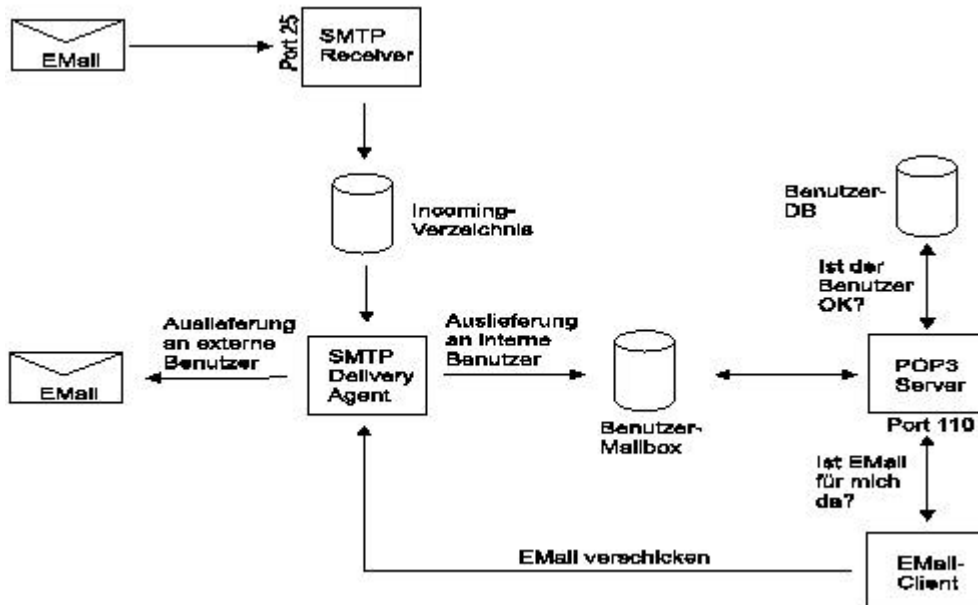 EMail
Port 25
SMTP
Receiver
Incoming-
Verzeichnis
Benutzer-
DB
Ist der
Benutzer
OK?
Auslieferung
an externe
Benutzer
Auslieferung
an interne
Benutzer
EMail
SMTP
Delivery
Agent
Benutzer-
Mailbox
POP3
Server
Port 110
Ist EMail
für mich
da?
EMail verschicken
EMail-
Client